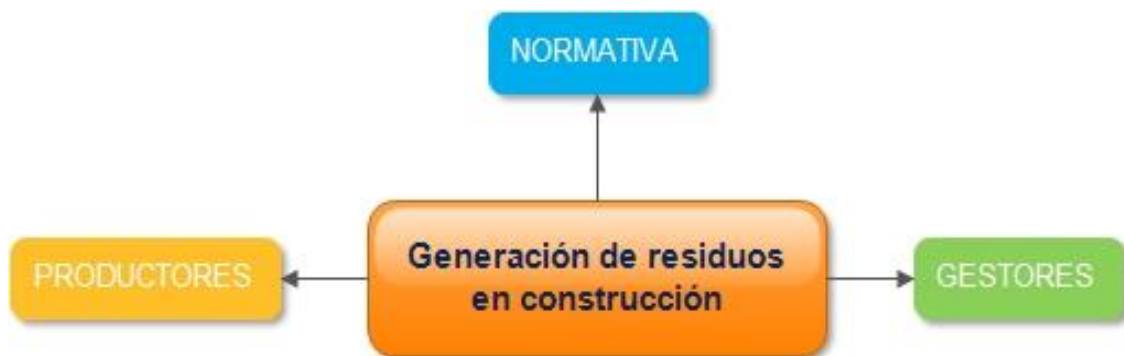 NORMATIVA
Generación de residuos
en construcción
PRODUCTORES
GESTORES